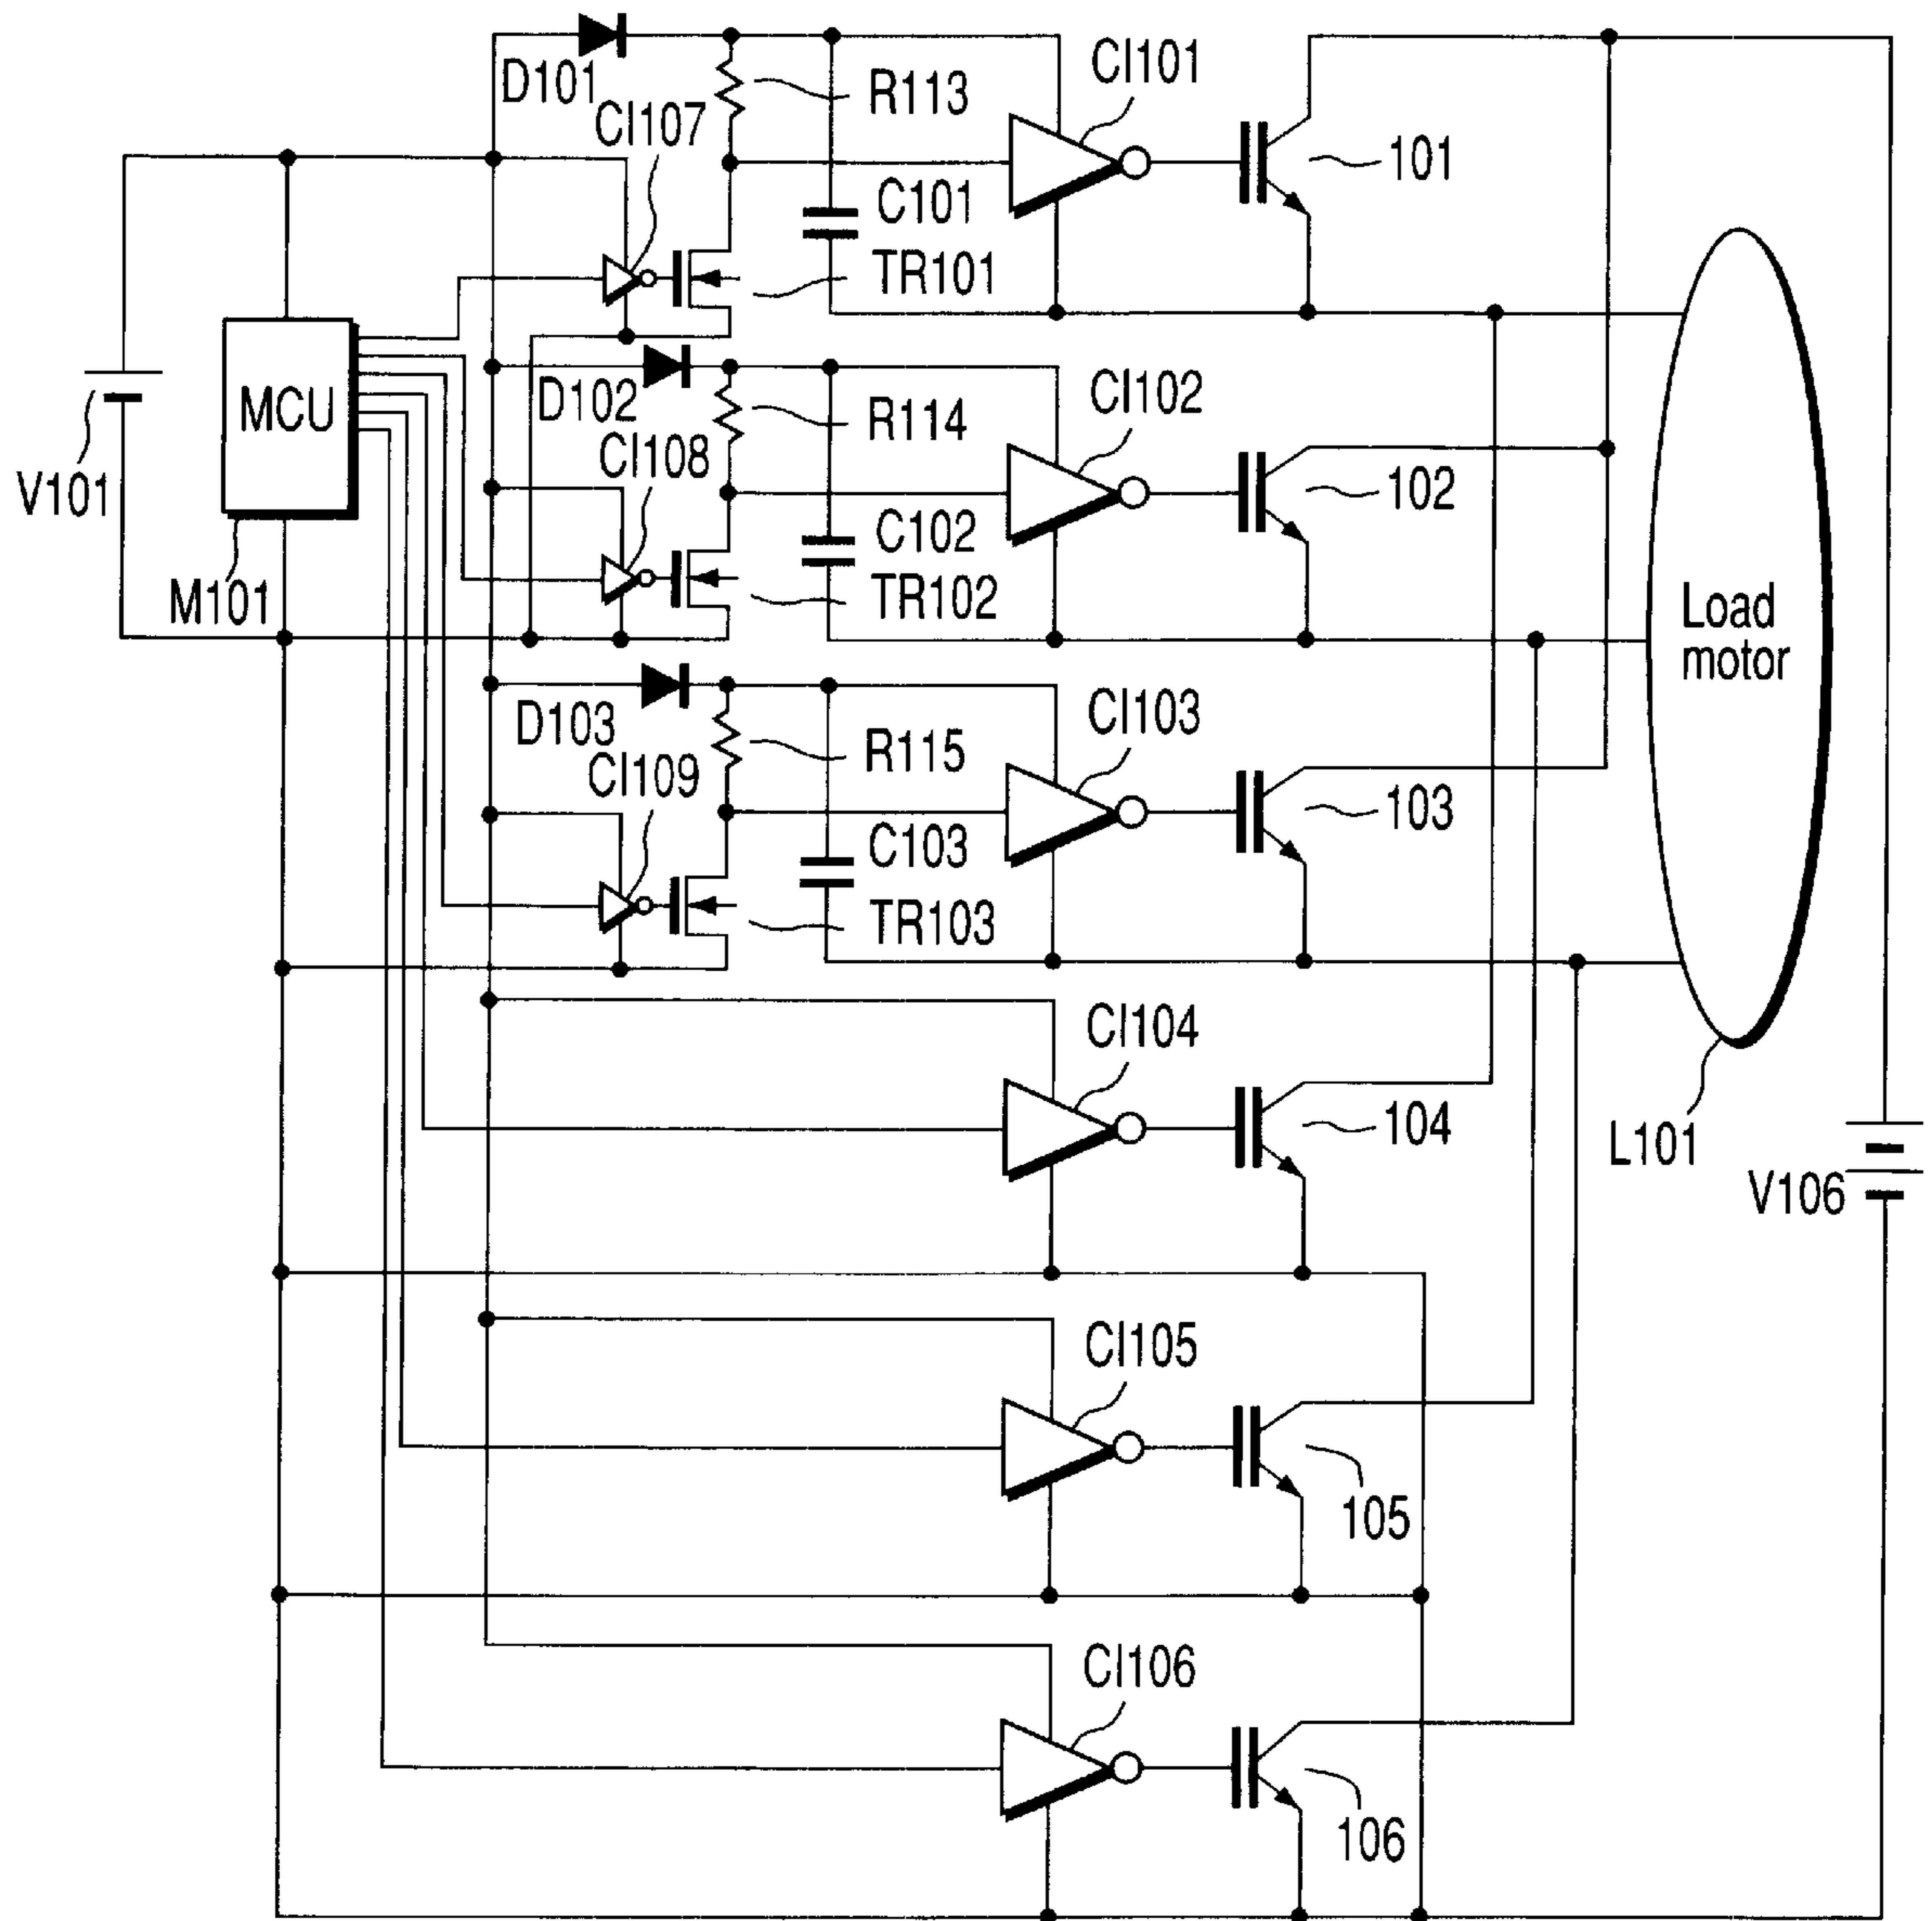 D101
R113
CI101
CI107
101
C101
TR101
MCU
V101
M101
D102
R114
CI102
CI108
102
C102
TR102
Load
motor
D103
R115
CI103
CI109
103
C103
TR103
CI104
104
L101
V106
CI105
105
CI106
106